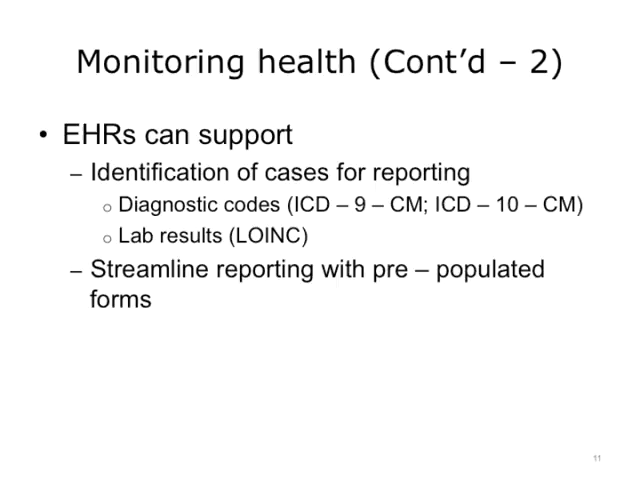 Monitoring health (Cont’d – 2)
• EHRs can support
– Identification of cases for reporting
o Diagnostic codes (ICD – 9 – CM; ICD – 10 – CM)
o Lab results (LOINC)
– Streamline reporting with pre – populated
forms
11